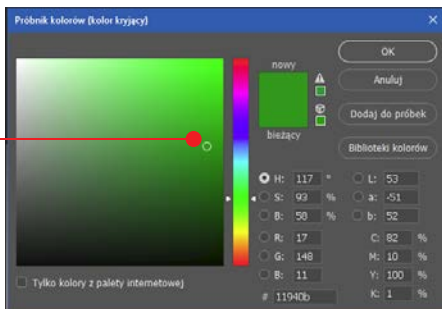 Próbnik kolorów (kolor kryjący)
nowy
bieżący
OK
Anuluj
Dodaj do próbek
Biblioteki kolorów
H: 117 °
S: 93 %
B: 58 %
R: 17
G: 148
B: 11
# 11940b
L: 53
a: -51
b: 52
C: 82 %
M: 10 %
Y: 100 %
K: 1 %
Tylko kolory z palety internetowej